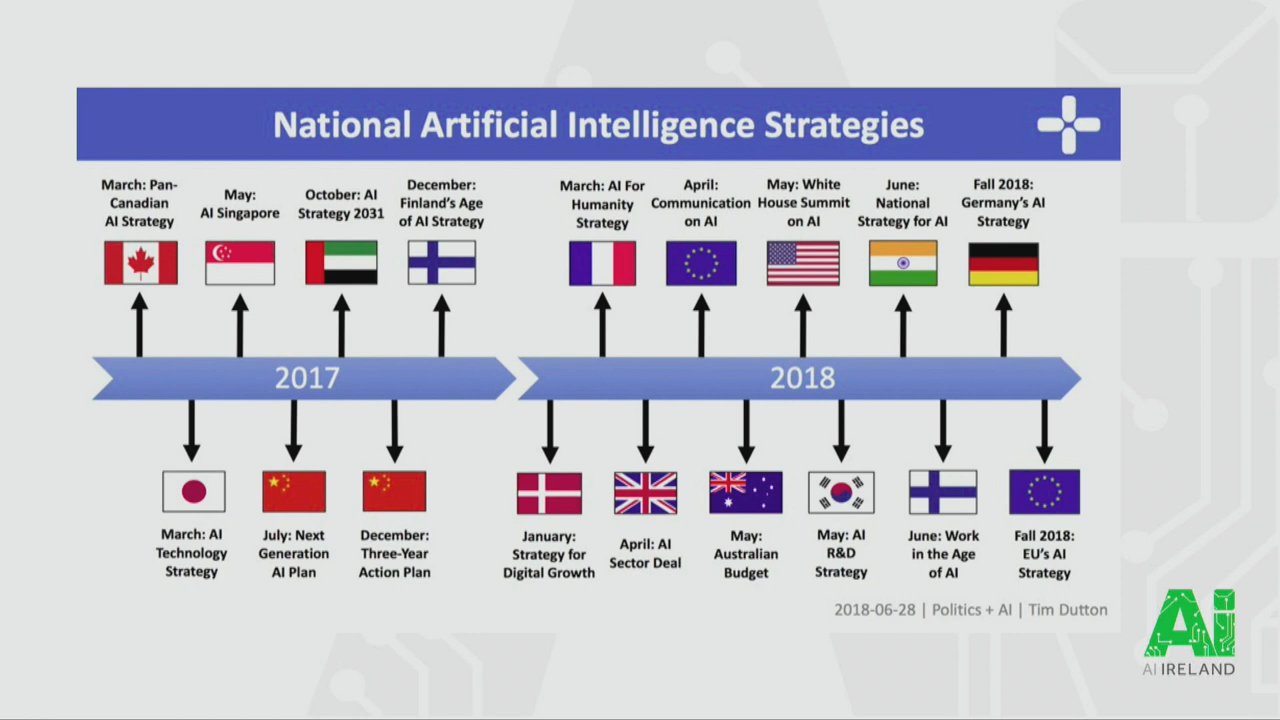 National Artificial Intelligence Strategies
March: Pan-
Canadian
AI Strategy
May:
AI Singapore
October: AI
Strategy 2031
December:
Finland's Age
of AI Strategy
March: AI For
Humanity
Strategy
April:
Communication
on AI
May: White
House Summit
on AI
June:
National
Strategy for AI
Fall 2018:
Germany's AI
Strategy
2017
2018
March: AI
Technology
Strategy
July: Next
Generation
AI Plan
December:
Three-Year
Action Plan
January:
Strategy for
Digital Growth
April: AI
Sector Deal
May:
Australian
Budget
May: AI
R&D
Strategy
June: Work
in the Age
of AI
Fall 2018:
EU's AI
Strategy
2018-06-28 | Politics + AI | Tim Dutton
Ai
AI IRELAND